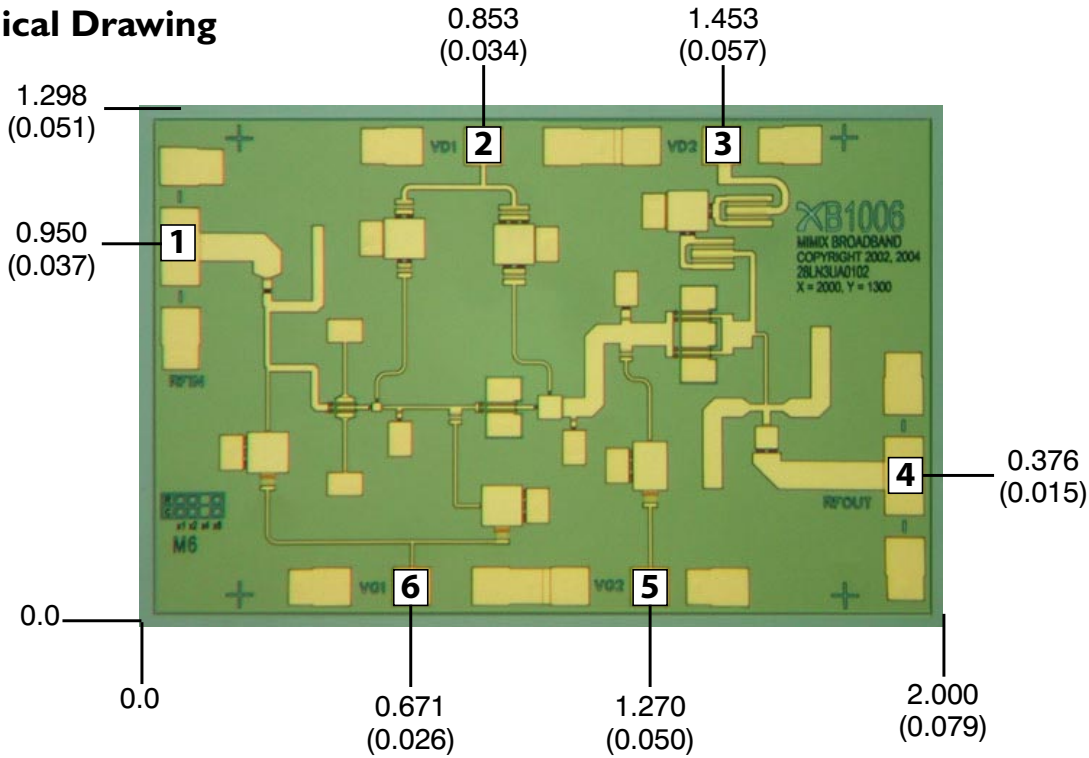 ical Drawing
0.853
(0.034)
1.453
(0.057)
1.298
(0.051)
VD1 2
VD2 3
1
0.950
(0.037)
XB1006
MIMIX BROADBAND
COPYRIGHT 2002, 2004
28LN3UA0102
X = 2000, Y = 1300
RFIN
4
0.376
(0.015)
RFOUT
M6
VG1 6
VG2 5
0.0
0.0
0.671
(0.026)
1.270
(0.050)
2.000
(0.079)